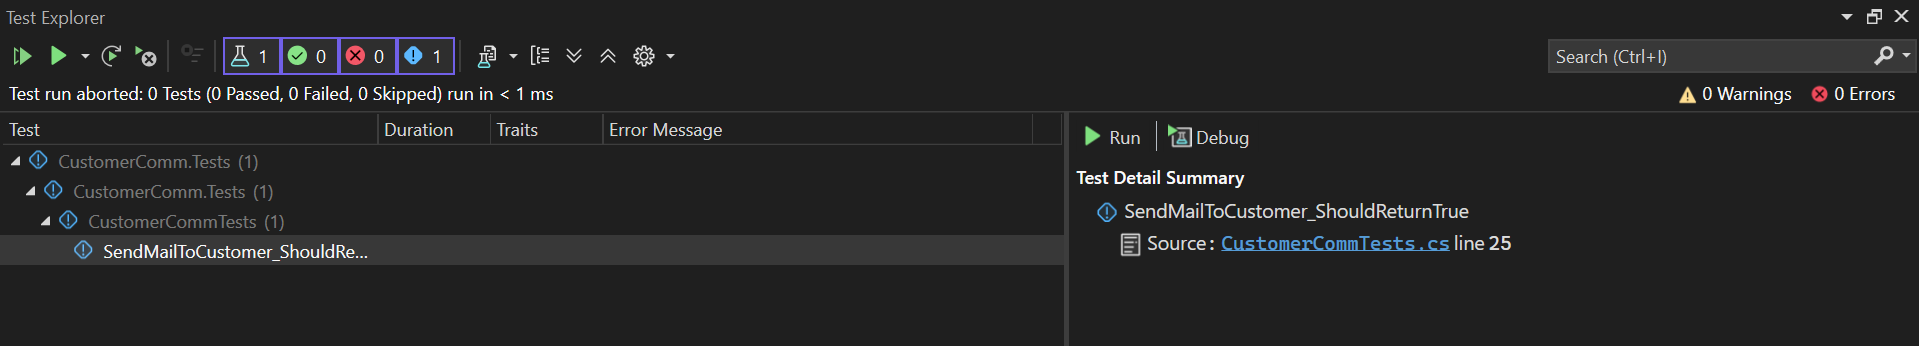 Test Explorer
1 0 0 1
Search (Ctrl+I)
Test run aborted: 0 Tests (0 Passed, 0 Failed, 0 Skipped) run in < 1 ms
0 Warnings 0 Errors
Test Duration Traits Error Message
CustomerComm.Tests (1)
CustomerComm.Tests (1)
CustomerCommTests (1)
SendMailToCustomer_ShouldRe...
Run Debug
Test Detail Summary
SendMailToCustomer_ShouldReturnTrue
Source: CustomerCommTests.cs line 25